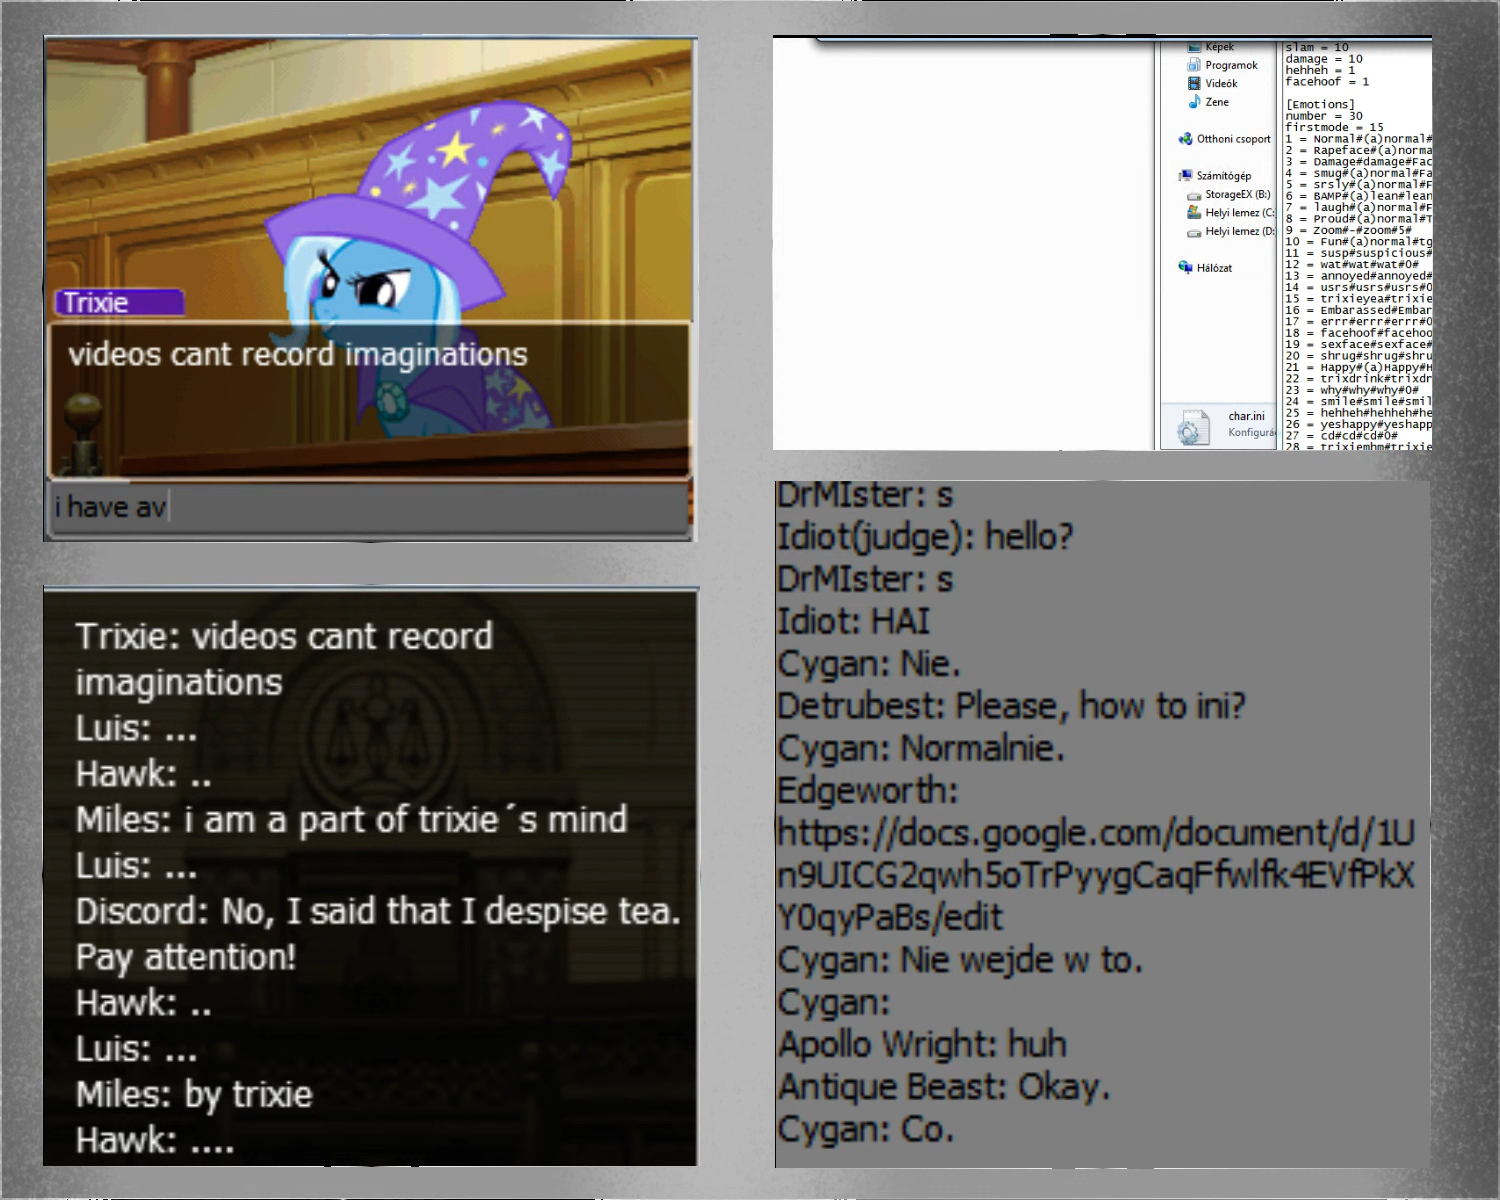 Trixie
videos cant record imaginations
i have av
Trixie: videos cant record
imaginations
Luis: ...
Hawk: ..
Miles: i am a part of trixie´s mind
Luis: ...
Discord: No, I said that I despise tea.
Pay attention!
Hawk: ..
Luis: ...
Miles: by trixie
Hawk: ....
Képek
Programok
Videók
Zene
Otthoni csoport
Számítógép
StorageEX (B:)
Helyi lemez (C:
Helyi lemez (D:
Hálózat
char.ini
Konfigurá
slam = 10
damage = 10
hehheh = 1
facehoof = 1
[Emotions]
number = 30
firstmode = 15
1 = Normal#(a)normal#
2 = Rapeface#(a)norma
3 = Damage#damage#Fac
4 = smug#(a)normal#Fa
5 = srsly#(a)normal#F
6 = BAMP#(a)lean#lean
7 = laugh#(a)normal#F
8 = Proud#(a)normal#T
9 = Zoom#-#zoom#5#
10 = Fun#(a)normal#tg
11 = susp#suspicious#
12 = wat#wat#wat#0#
13 = annoyed#annoyed#
14 = usrs#usrs#usrs#0
15 = trixieyea#trixie
16 = Embarassed#Embar
17 = errr#errr#errr#0
18 = facehoof#facehoo
19 = sexface#sexface#
20 = shrug#shrug#shru
21 = Happy#(a)Happy#H
22 = trixdrink#trixdr
23 = why#why#why#0#
24 = smile#smile#smil
25 = hehheh#hehheh#he
26 = yeshappy#yeshapp
27 = cd#cd#cd#0#
28 = trixiemhm#trixie
DrMIster: s
Idiot(judge): hello?
DrMIster: s
Idiot: HAI
Cygan: Nie.
Detrubest: Please, how to ini?
Cygan: Normalnie.
Edgeworth:
https://docs.google.com/document/d/1U
n9UICG2qwh5oTrPyygCaqFfwlfk4EVfPkX
Y0qyPaBs/edit
Cygan: Nie wejde w to.
Cygan:
Apollo Wright: huh
Antique Beast: Okay.
Cygan: Co.